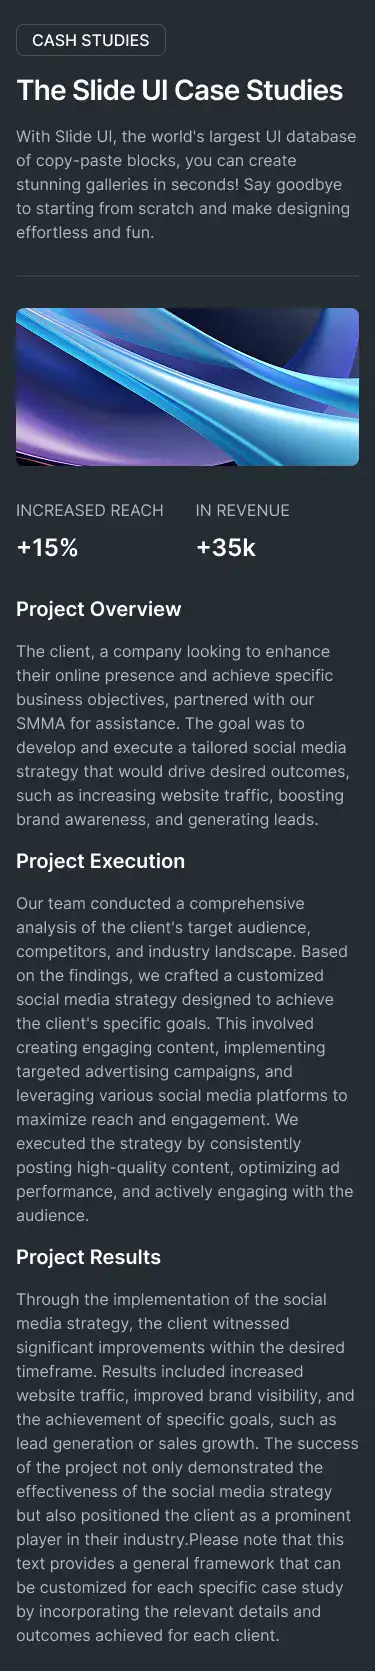 CASH STUDIES
The Slide UI Case Studies
With Slide UI, the world's largest UI database
of copy-paste blocks, you can create
stunning galleries in seconds! Say goodbye
to starting from scratch and make designing
effortless and fun.
INCREASED REACH
IN REVENUE
+15%
+35k
Project Overview
The client, a company looking to enhance
their online presence and achieve specific
business objectives, partnered with our
SMMA for assistance. The goal was to
develop and execute a tailored social media
strategy that would drive desired outcomes,
such as increasing website traffic, boosting
brand awareness, and generating leads.
Project Execution
Our team conducted a comprehensive
analysis of the client's target audience,
competitors, and industry landscape. Based
on the findings, we crafted a customized
social media strategy designed to achieve
the client's specific goals. This involved
creating engaging content, implementing
targeted advertising campaigns, and
leveraging various social media platforms to
maximize reach and engagement. We
executed the strategy by consistently
posting high-quality content, optimizing ad
performance, and actively engaging with the
audience.
Project Results
Through the implementation of the social
media strategy, the client witnessed
significant improvements within the desired
timeframe. Results included increased
website traffic, improved brand visibility, and
the achievement of specific goals, such as
lead generation or sales growth. The success
of the project not only demonstrated the
effectiveness of the social media strategy
but also positioned the client as a prominent
player in their industry.Please note that this
text provides a general framework that can
be customized for each specific case study
by incorporating the relevant details and
outcomes achieved for each client.